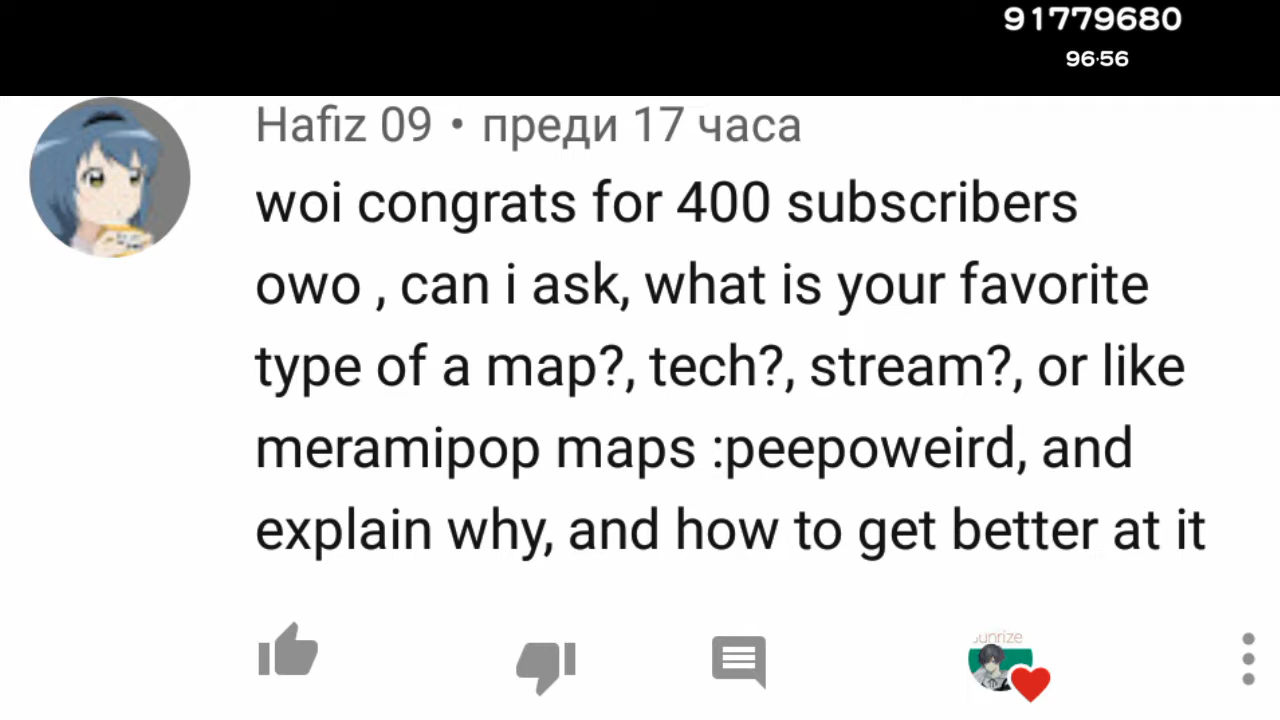 91779680
96·56
Hafiz 09 • преди 17 часа
woi congrats for 400 subscribers
owo , can i ask, what is your favorite
type of a map?, tech?, stream?, or like
meramipop maps :peepoweird, and
explain why, and how to get better at it
unrize